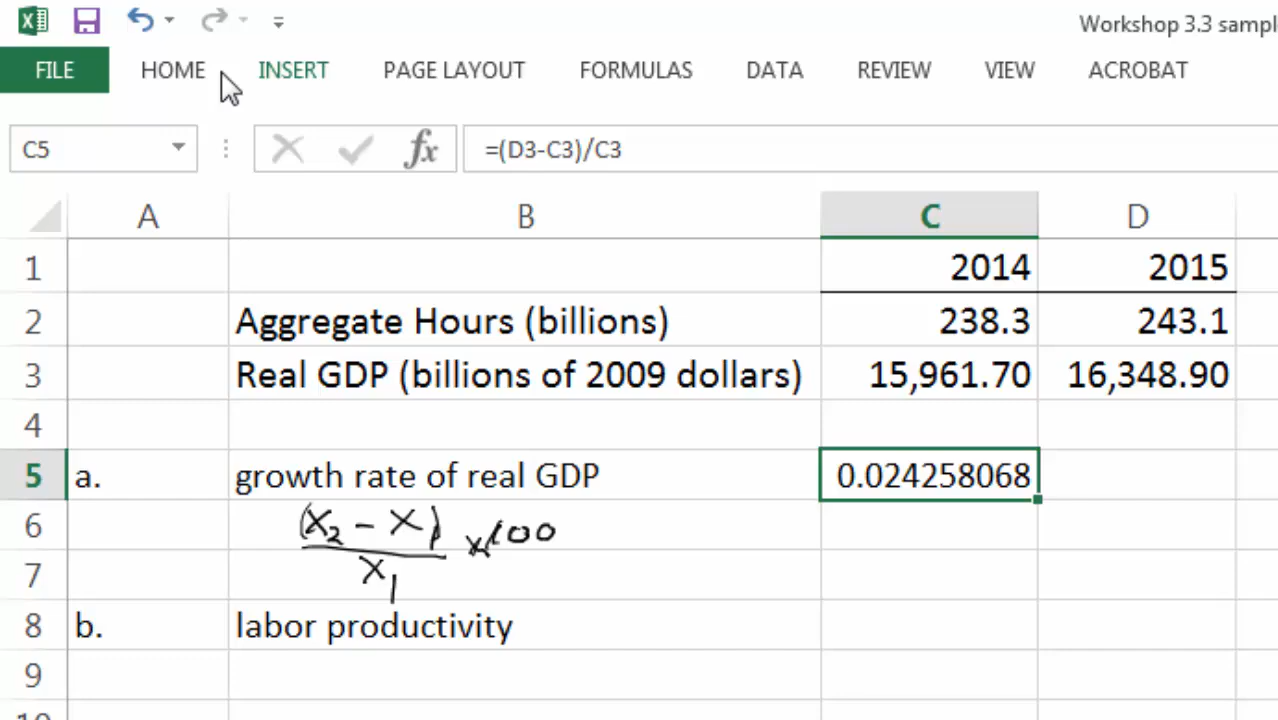 Workshop 3.3 sampl
FILE HOME INSERT PAGE LAYOUT FORMULAS DATA REVIEW VIEW ACROBAT
C5 fx =(D3-C3)/C3
A B C D
1 2014 2015
2 Aggregate Hours (billions) 238.3 243.1
3 Real GDP (billions of 2009 dollars) 15,961.70 16,348.90
4
5 a. growth rate of real GDP 0.024258068
6 (X2 - X1) x100
7 X1
8 b. labor productivity
9
10